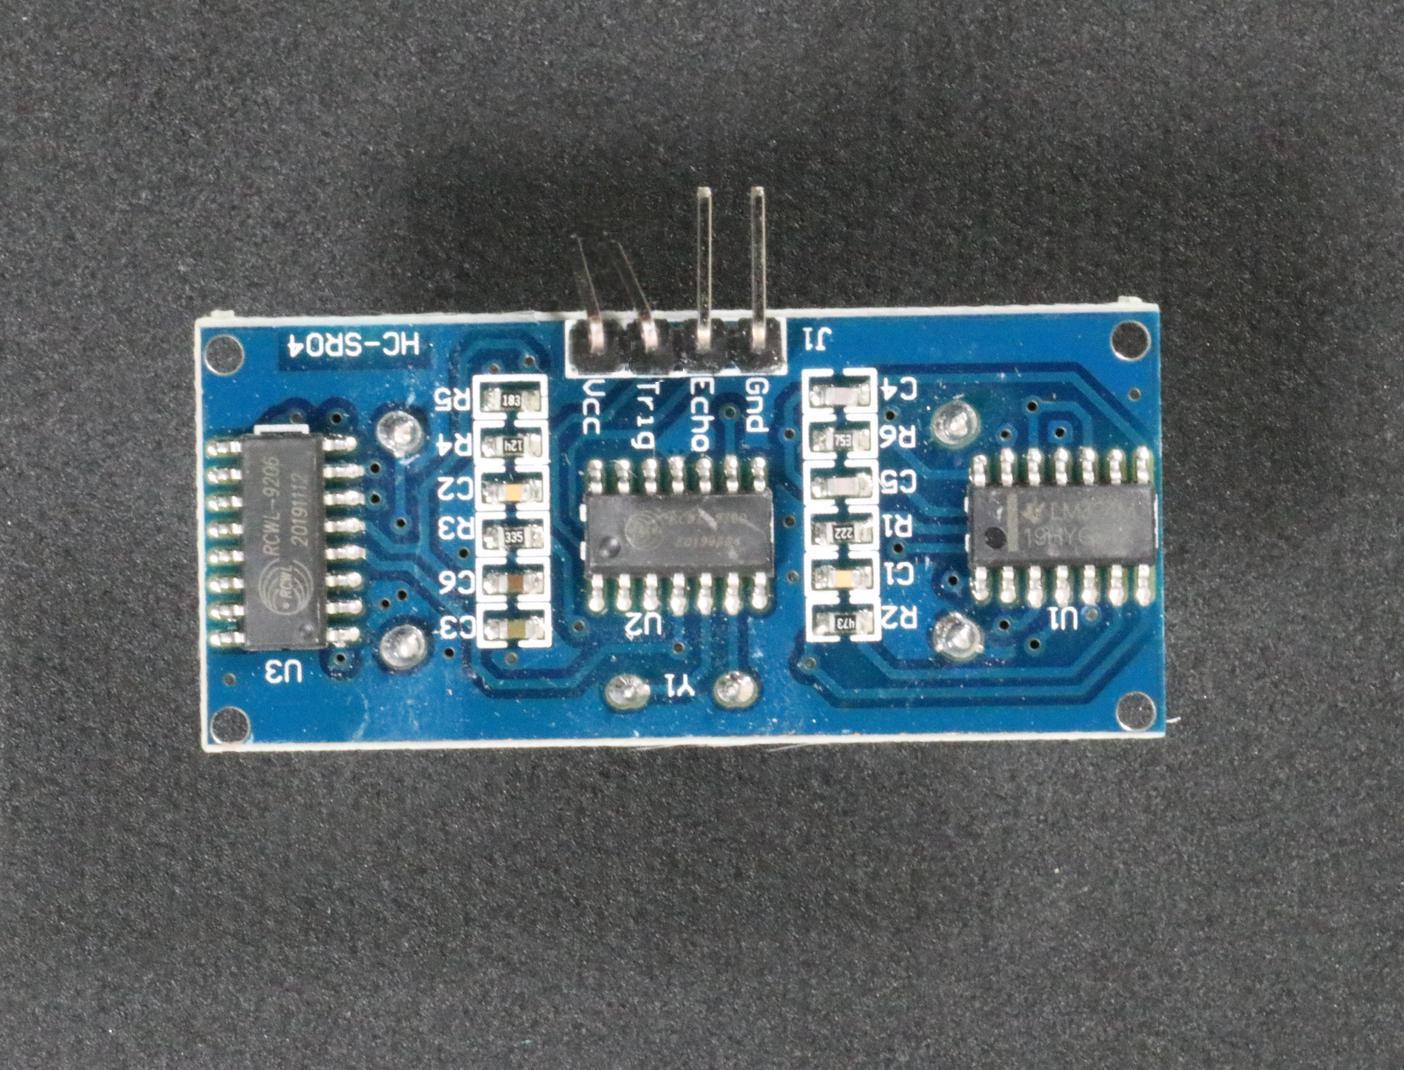 HC-SR04
J1
Vcc
Trig
Echo
Gnd
R5
183
R4
124
C2
R3
335
C6
C3
C4
R6
753
C5
R1
222
C1
R2
473
RCWL-9206
20191112
RCWL
U3
U2
Y1
U1